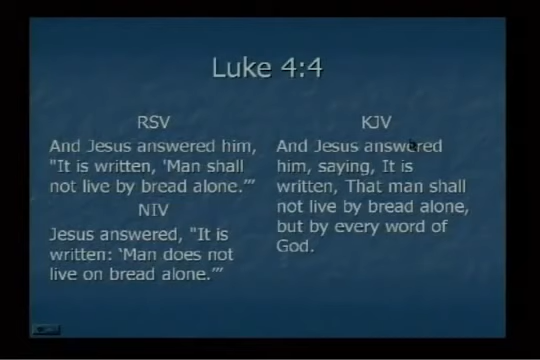 Luke 4:4
RSV
And Jesus answered him,
"It is written, 'Man shall
not live by bread alone.'"
NIV
Jesus answered, "It is
written: 'Man does not
live on bread alone.'"
KJV
And Jesus answered
him, saying, It is
written, That man shall
not live by bread alone,
but by every word of
God.